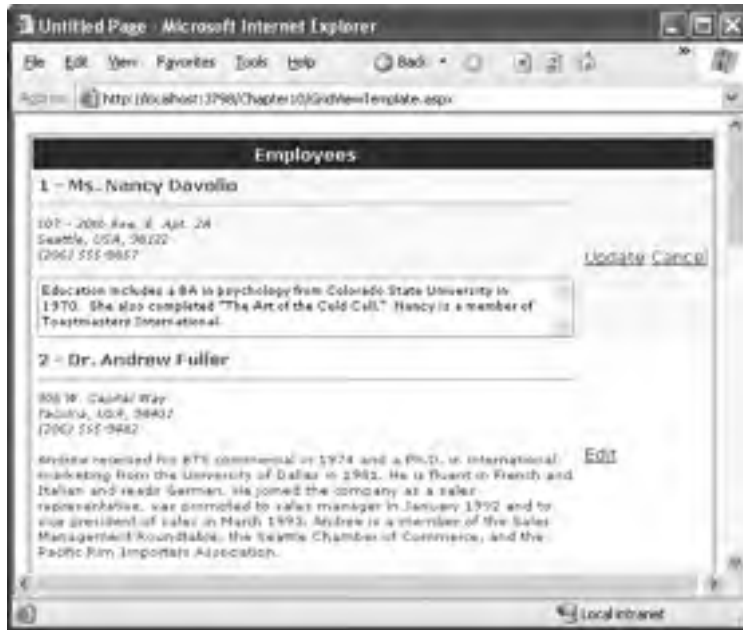 Untitled Page - Microsoft Internet Explorer
File Edit View Favorites Tools Help Back
Address http://localhost:3798/Chapter10/GridViewTemplate.aspx
Employees
1 - Ms. Nancy Davolio
507 - 20th Ave. E. Apt. 2A
Seattle, USA, 98122
(206) 555-9857
Update Cancel
Education includes a BA in psychology from Colorado State University in
1970. She also completed "The Art of the Cold Call." Nancy is a member of
Toastmasters International.
2 - Dr. Andrew Fuller
908 W. Capital Way
Tacoma, USA, 98401
(206) 555-9482
Edit
Andrew received his BTS commercial in 1974 and a Ph.D. in international
marketing from the University of Dallas in 1981. He is fluent in French and
Italian and reads German. He joined the company as a sales
representative, was promoted to sales manager in January 1992 and to
vice president of sales in March 1993. Andrew is a member of the Sales
Management Roundtable, the Seattle Chamber of Commerce, and the
Pacific Rim Importers Association.
Local intranet